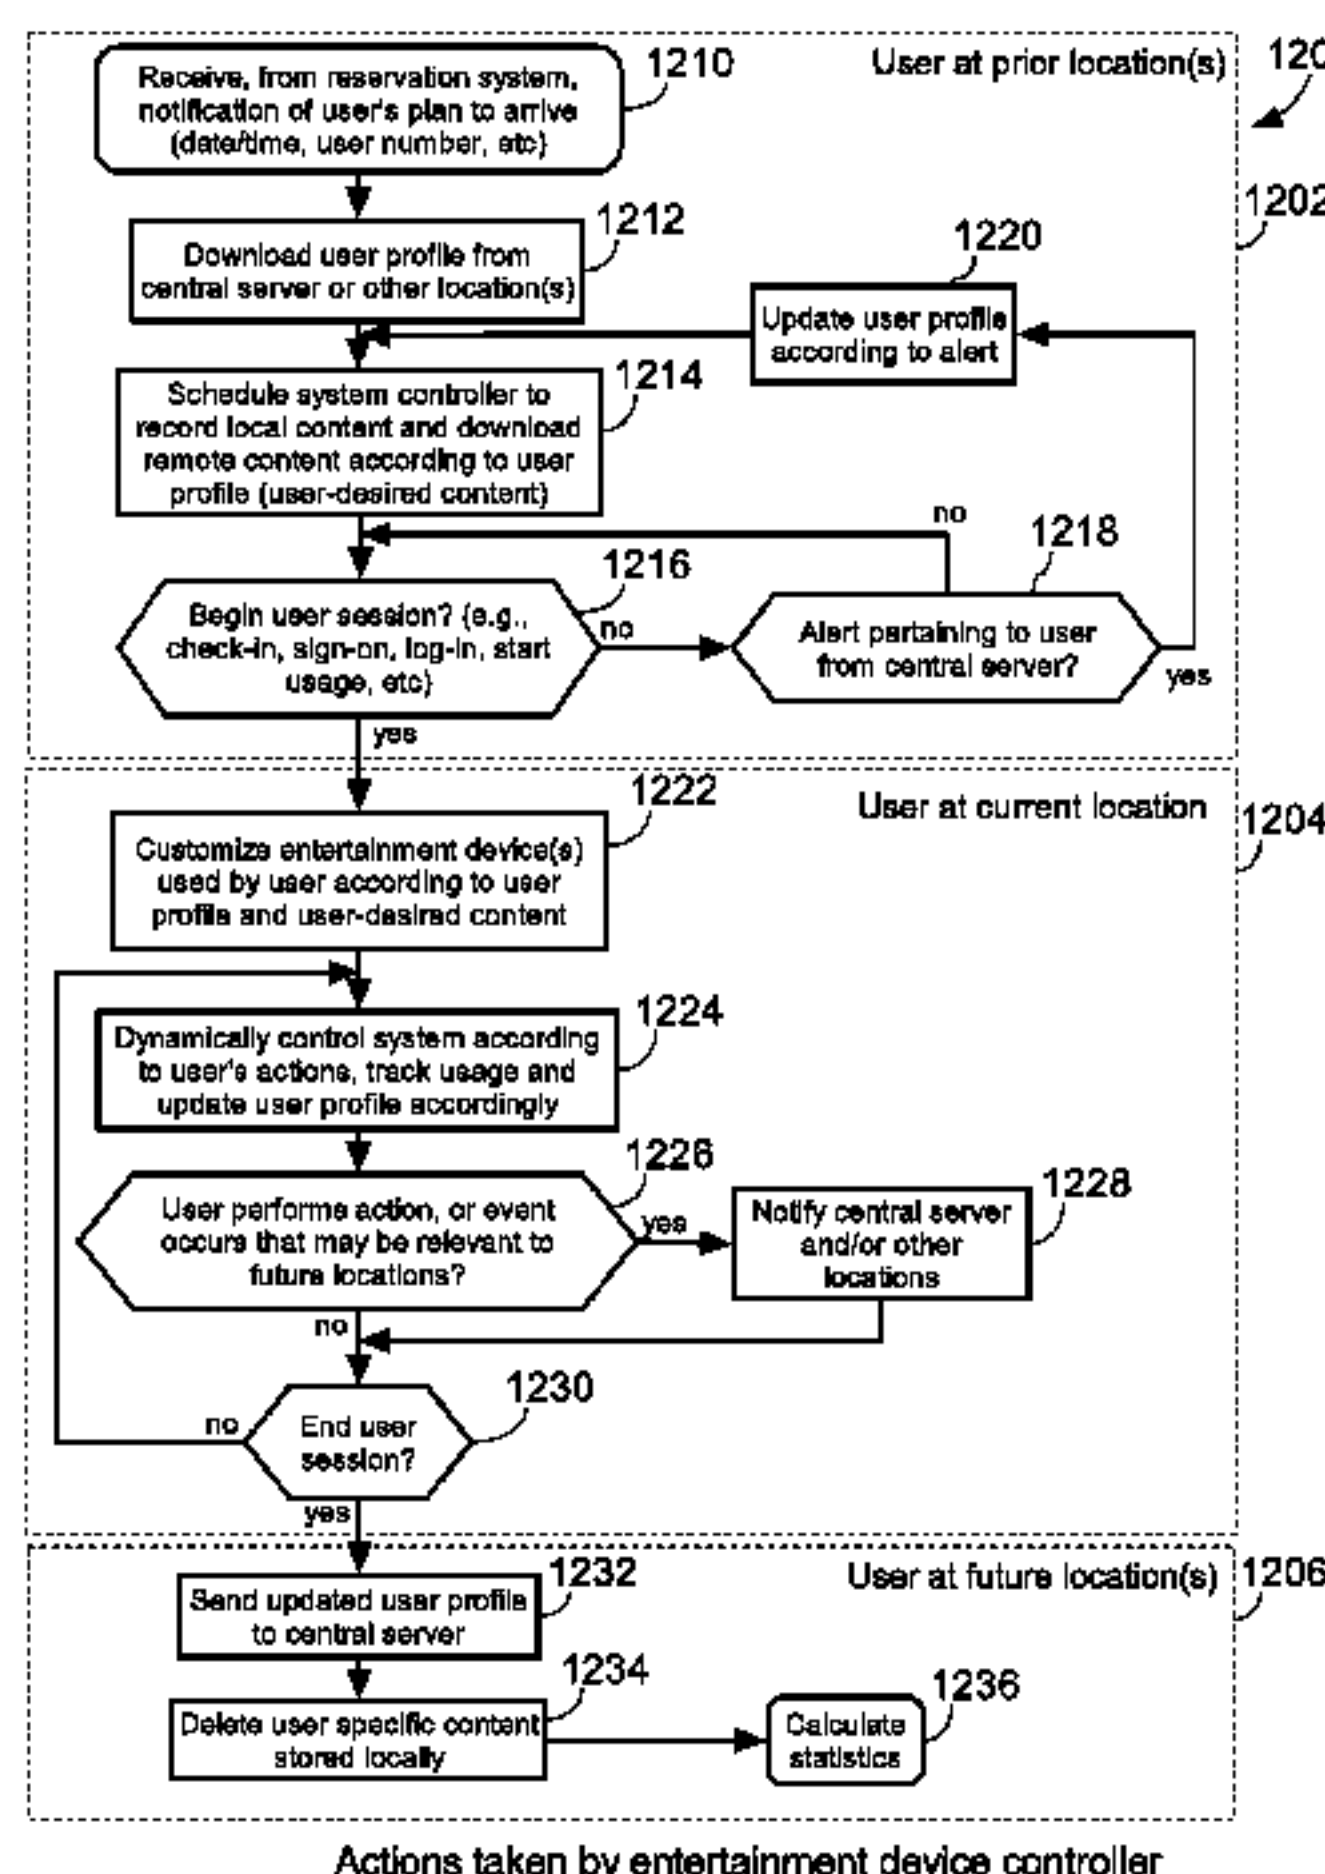 User at prior location(s)
120
1210
Receive, from reservation system,
notification of user's plan to arrive
(date/time, user number, etc)
1202
1212
Download user profile from
central server or other location(s)
1220
Update user profile
according to alert
1214
Schedule system controller to
record local content and download
remote content according to user
profile (user-desired content)
no
1218
1216
Begin user session? (e.g.,
check-in, sign-on, log-in, start
usage, etc)
no
Alert pertaining to user
from central server?
yes
yes
User at current location
1204
1222
Customize entertainment device(s)
used by user according to user
profile and user-desired content
1224
Dynamically control system according
to user's actions, track usage and
update user profile accordingly
1226
User performs action, or event
occurs that may be relevant to
future locations?
yes
1228
Notify central server
and/or other
locations
no
1230
End user
session?
no
yes
User at future location(s)
1206
1232
Send updated user profile
to central server
1234
Delete user specific content
stored locally
1236
Calculate
statistics
Actions taken by entertainment device controller